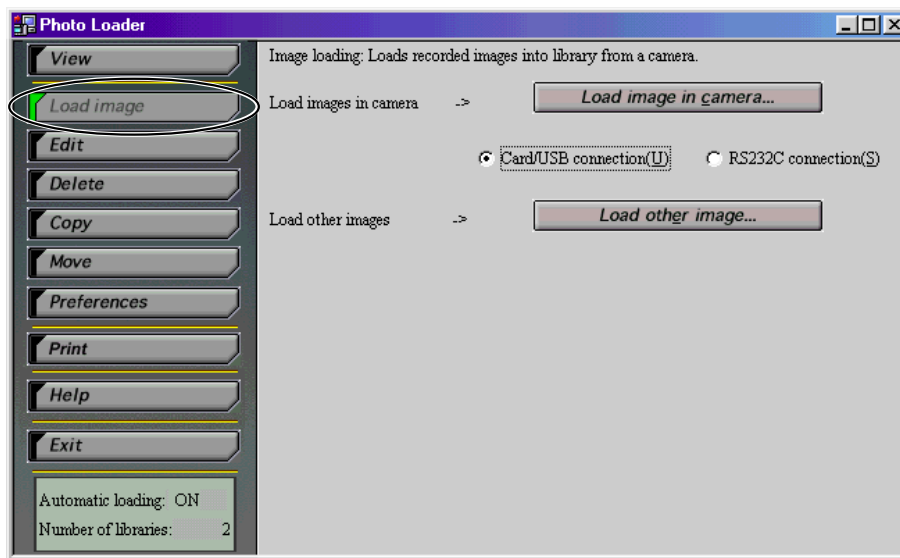 Photo Loader
View
Load image
Edit
Delete
Copy
Move
Preferences
Print
Help
Exit
Automatic loading: ON
Number of libraries: 2
Image loading: Loads recorded images into library from a camera.
Load images in camera -> Load image in camera...
Card/USB connection(U) RS232C connection(S)
Load other images -> Load other image...